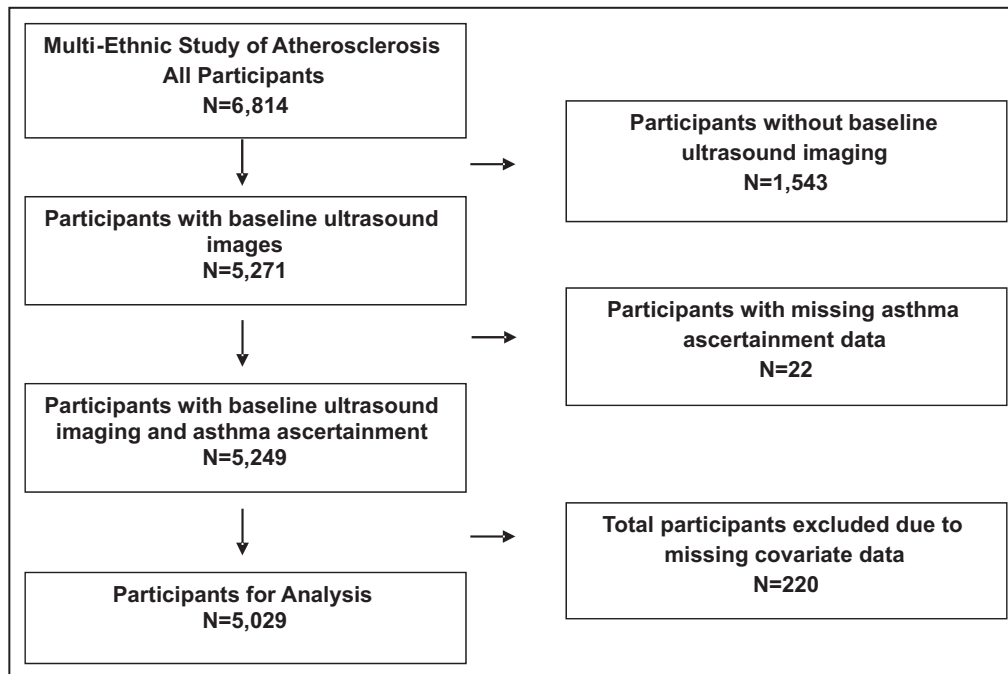 Multi-Ethnic Study of Atherosclerosis
All Participants
N=6,814
Participants without baseline
ultrasound imaging
N=1,543
Participants with baseline ultrasound
images
N=5,271
Participants with missing asthma
ascertainment data
N=22
Participants with baseline ultrasound
imaging and asthma ascertainment
N=5,249
Total participants excluded due to
missing covariate data
N=220
Participants for Analysis
N=5,029